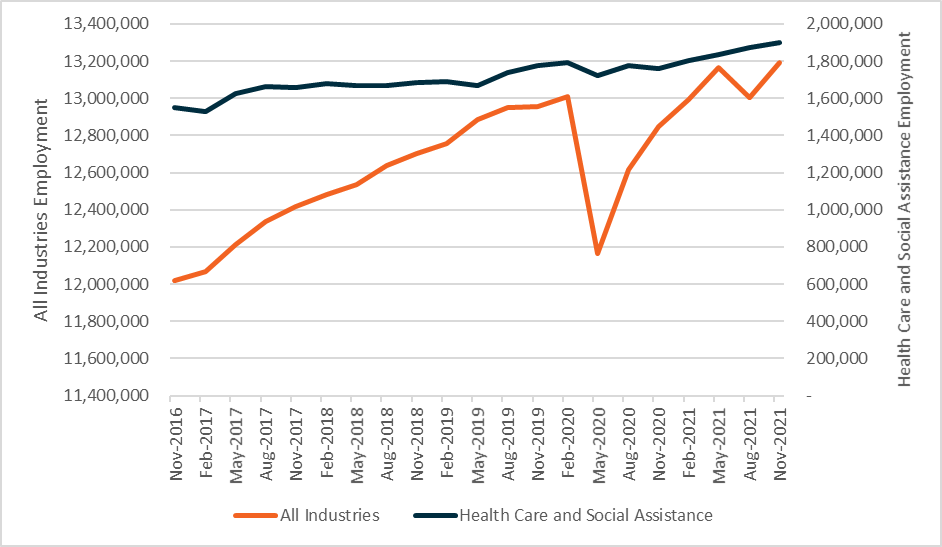 All Industries Employment
13,400,000
13,200,000
13,000,000
12,800,000
12,600,000
12,400,000
12,200,000
12,000,000
11,800,000
11,600,000
11,400,000
2,000,000
1,800,000
1,600,000
1,400,000
1,200,000
1,000,000
800,000
600,000
400,000
200,000
-
Health Care and Social Assistance Employment
Nov-2016
Feb-2017
May-2017
Aug-2017
Nov-2017
Feb-2018
May-2018
Aug-2018
Nov-2018
Feb-2019
May-2019
Aug-2019
Nov-2019
Feb-2020
May-2020
Aug-2020
Nov-2020
Feb-2021
May-2021
Aug-2021
Nov-2021
All Industries
Health Care and Social Assistance